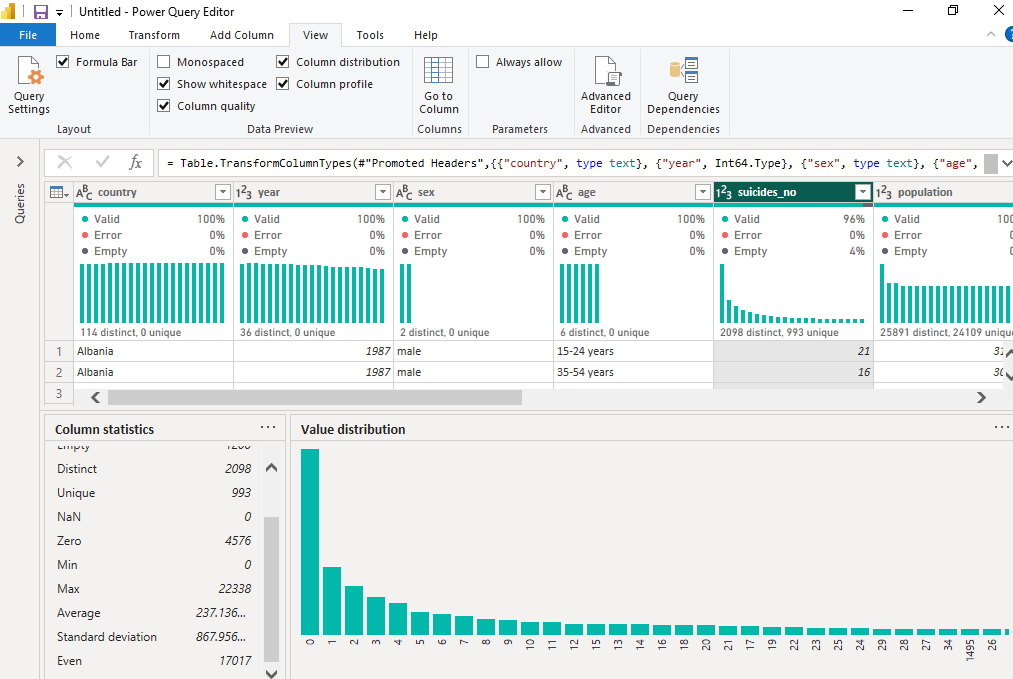 Untitled - Power Query Editor
File Home Transform Add Column View Tools Help
Formula Bar
Monospaced
Column distribution
Always allow
Show whitespace
Column profile
Column quality
Query Settings
Go to Column
Advanced Editor
Query Dependencies
Layout Data Preview Columns Parameters Advanced Dependencies
Queries
fx = Table.TransformColumnTypes(#"Promoted Headers",{{"country", type text}, {"year", Int64.Type}, {"sex", type text}, {"age",
ABC country 123 year ABC sex ABC age 123 suicides_no 123 population
Valid 100% Valid 100% Valid 100% Valid 100% Valid 96% Valid
Error 0% Error 0% Error 0% Error 0% Error 0% Error
Empty 0% Empty 0% Empty 0% Empty 0% Empty 4% Empty
114 distinct, 0 unique 36 distinct, 0 unique 2 distinct, 0 unique 6 distinct, 0 unique 2098 distinct, 993 unique 25891 distinct, 24109 unique
1 Albania 1987 male 15-24 years 21
2 Albania 1987 male 35-54 years 16
3
Column statistics ...
Empty
Distinct 2098
Unique 993
NaN 0
Zero 4576
Min 0
Max 22338
Average 237.136...
Standard deviation 867.956...
Even 17017
Value distribution ...
0 1 2 3 4 5 6 7 8 9 10 11 12 15 13 14 16 18 20 21 17 19 22 23 25 24 29 28 27 34 1495 26